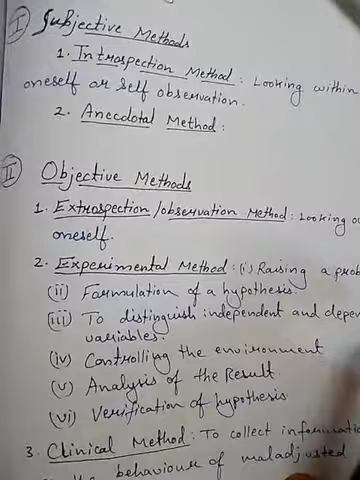 I Subjective Methods
1. Introspection Method : Looking within
oneself or self observation.
2. Anecdotal Method :
II Objective Methods
1. Extrospection/observation Method : Looking
oneself.
2. Experimental Method : (i) Raising a
(ii) Formulation of a hypothesis.
(iii) To distinguish independent and
variables.
(iv) Controlling the environment
(v) Analysis of the Result.
(vi) Verification of hypothesis.
3. Clinical Method : To collect
the behaviour of maladjusted